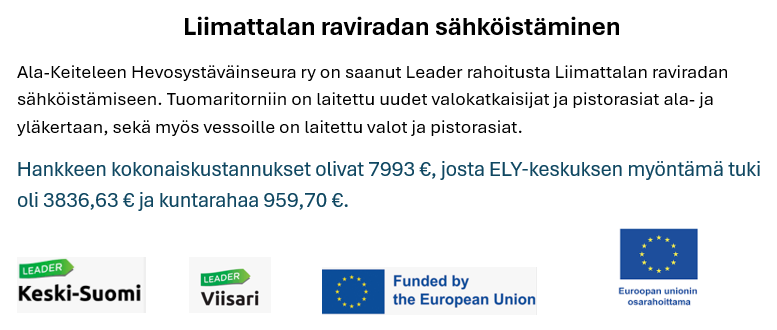 Liimattalan raviradan sähköistäminen
Ala-Keiteleen Hevosystäväinseura ry on saanut Leader rahoitusta Liimattalan raviradan
sähköistämiseen. Tuomaritorniin on laitettu uudet valokatkaisijat ja pistorasiat ala- ja
yläkertaan, sekä myös vessoille on laitettu valot ja pistorasiat.
Hankkeen kokonaiskustannukset olivat 7993 €, josta ELY-keskuksen myöntämä tuki
oli 3836,63 € ja kuntarahaa 959,70 €.
LEADER
Keski-Suomi
LEADER
Viisari
Funded by
the European Union
Euroopan unionin
osarahoittama